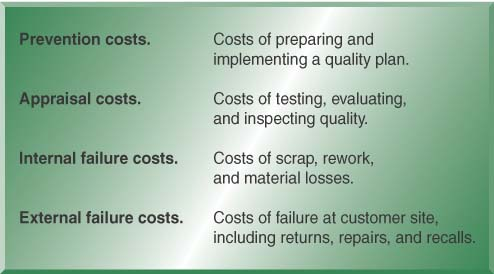 Prevention costs. Costs of preparing and
implementing a quality plan.
Appraisal costs. Costs of testing, evaluating,
and inspecting quality.
Internal failure costs. Costs of scrap, rework,
and material losses.
External failure costs. Costs of failure at customer site,
including returns, repairs, and recalls.